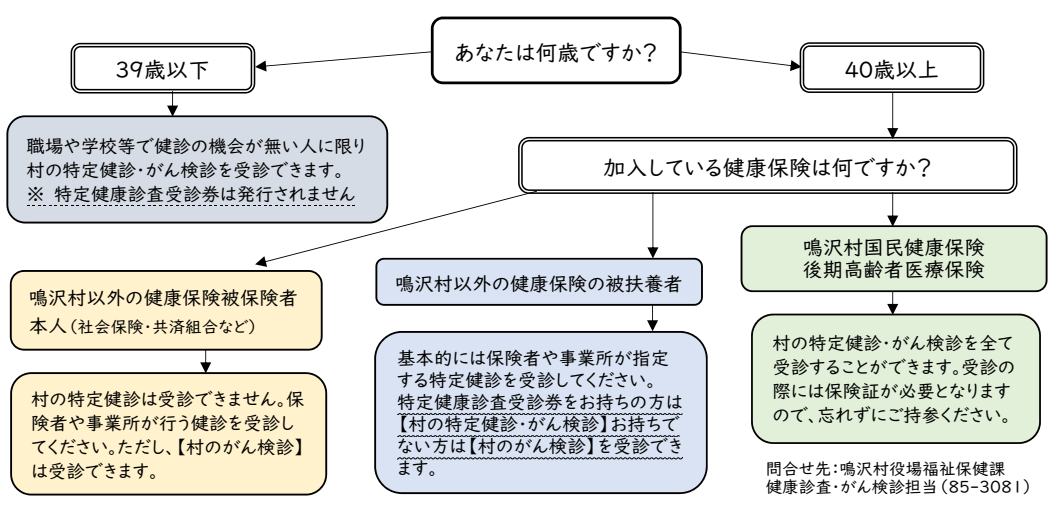 あなたは何歳ですか？
39歳以下
40歳以上
職場や学校等で健診の機会が無い人に限り
村の特定健診・がん検診を受診できます。
※ 特定健康診査受診券は発行されません
加入している健康保険は何ですか？
鳴沢村以外の健康保険被保険者
本人（社会保険・共済組合など）
村の特定健診は受診できません。保
険者や事業所が行う健診を受診し
てください。ただし、【村のがん検診】
は受診できます。
鳴沢村以外の健康保険の被扶養者
基本的には保険者や事業所が指定
する特定健診を受診してください。
特定健康診査受診券をお持ちの方は
【村の特定健診・がん検診】お持ちで
ない方は【村のがん検診】を受診でき
ます。
鳴沢村国民健康保険
後期高齢者医療保険
村の特定健診・がん検診を全て
受診することができます。受診の
際には保険証が必要となります
ので、忘れずにご持参ください。
問合せ先：鳴沢村役場福祉保健課
健康診査・がん検診担当（85-3081）